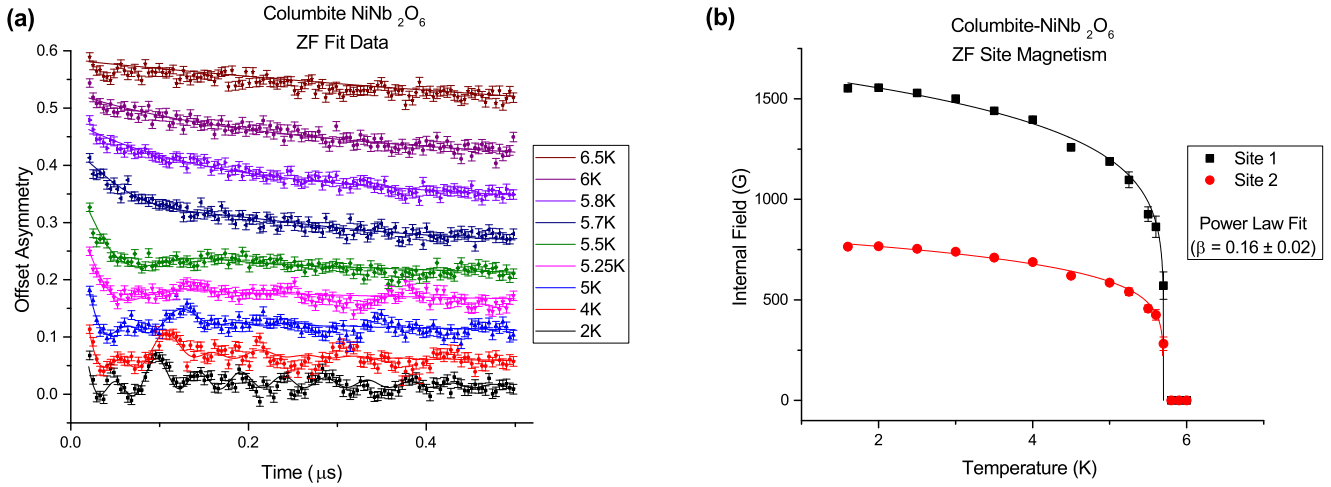 (a)
Columbite NiNb 2O6
ZF Fit Data
Offset Asymmetry
0.6
0.5
0.4
0.3
0.2
0.1
0.0
0.0
0.2
0.4
Time (μs)
6.5K
6K
5.8K
5.7K
5.5K
5.25K
5K
4K
2K
(b)
Columbite-NiNb 2O6
ZF Site Magnetism
Internal Field (G)
1500
1000
500
0
2
4
6
Temperature (K)
Site 1
Site 2
Power Law Fit
(β = 0.16 ± 0.02)